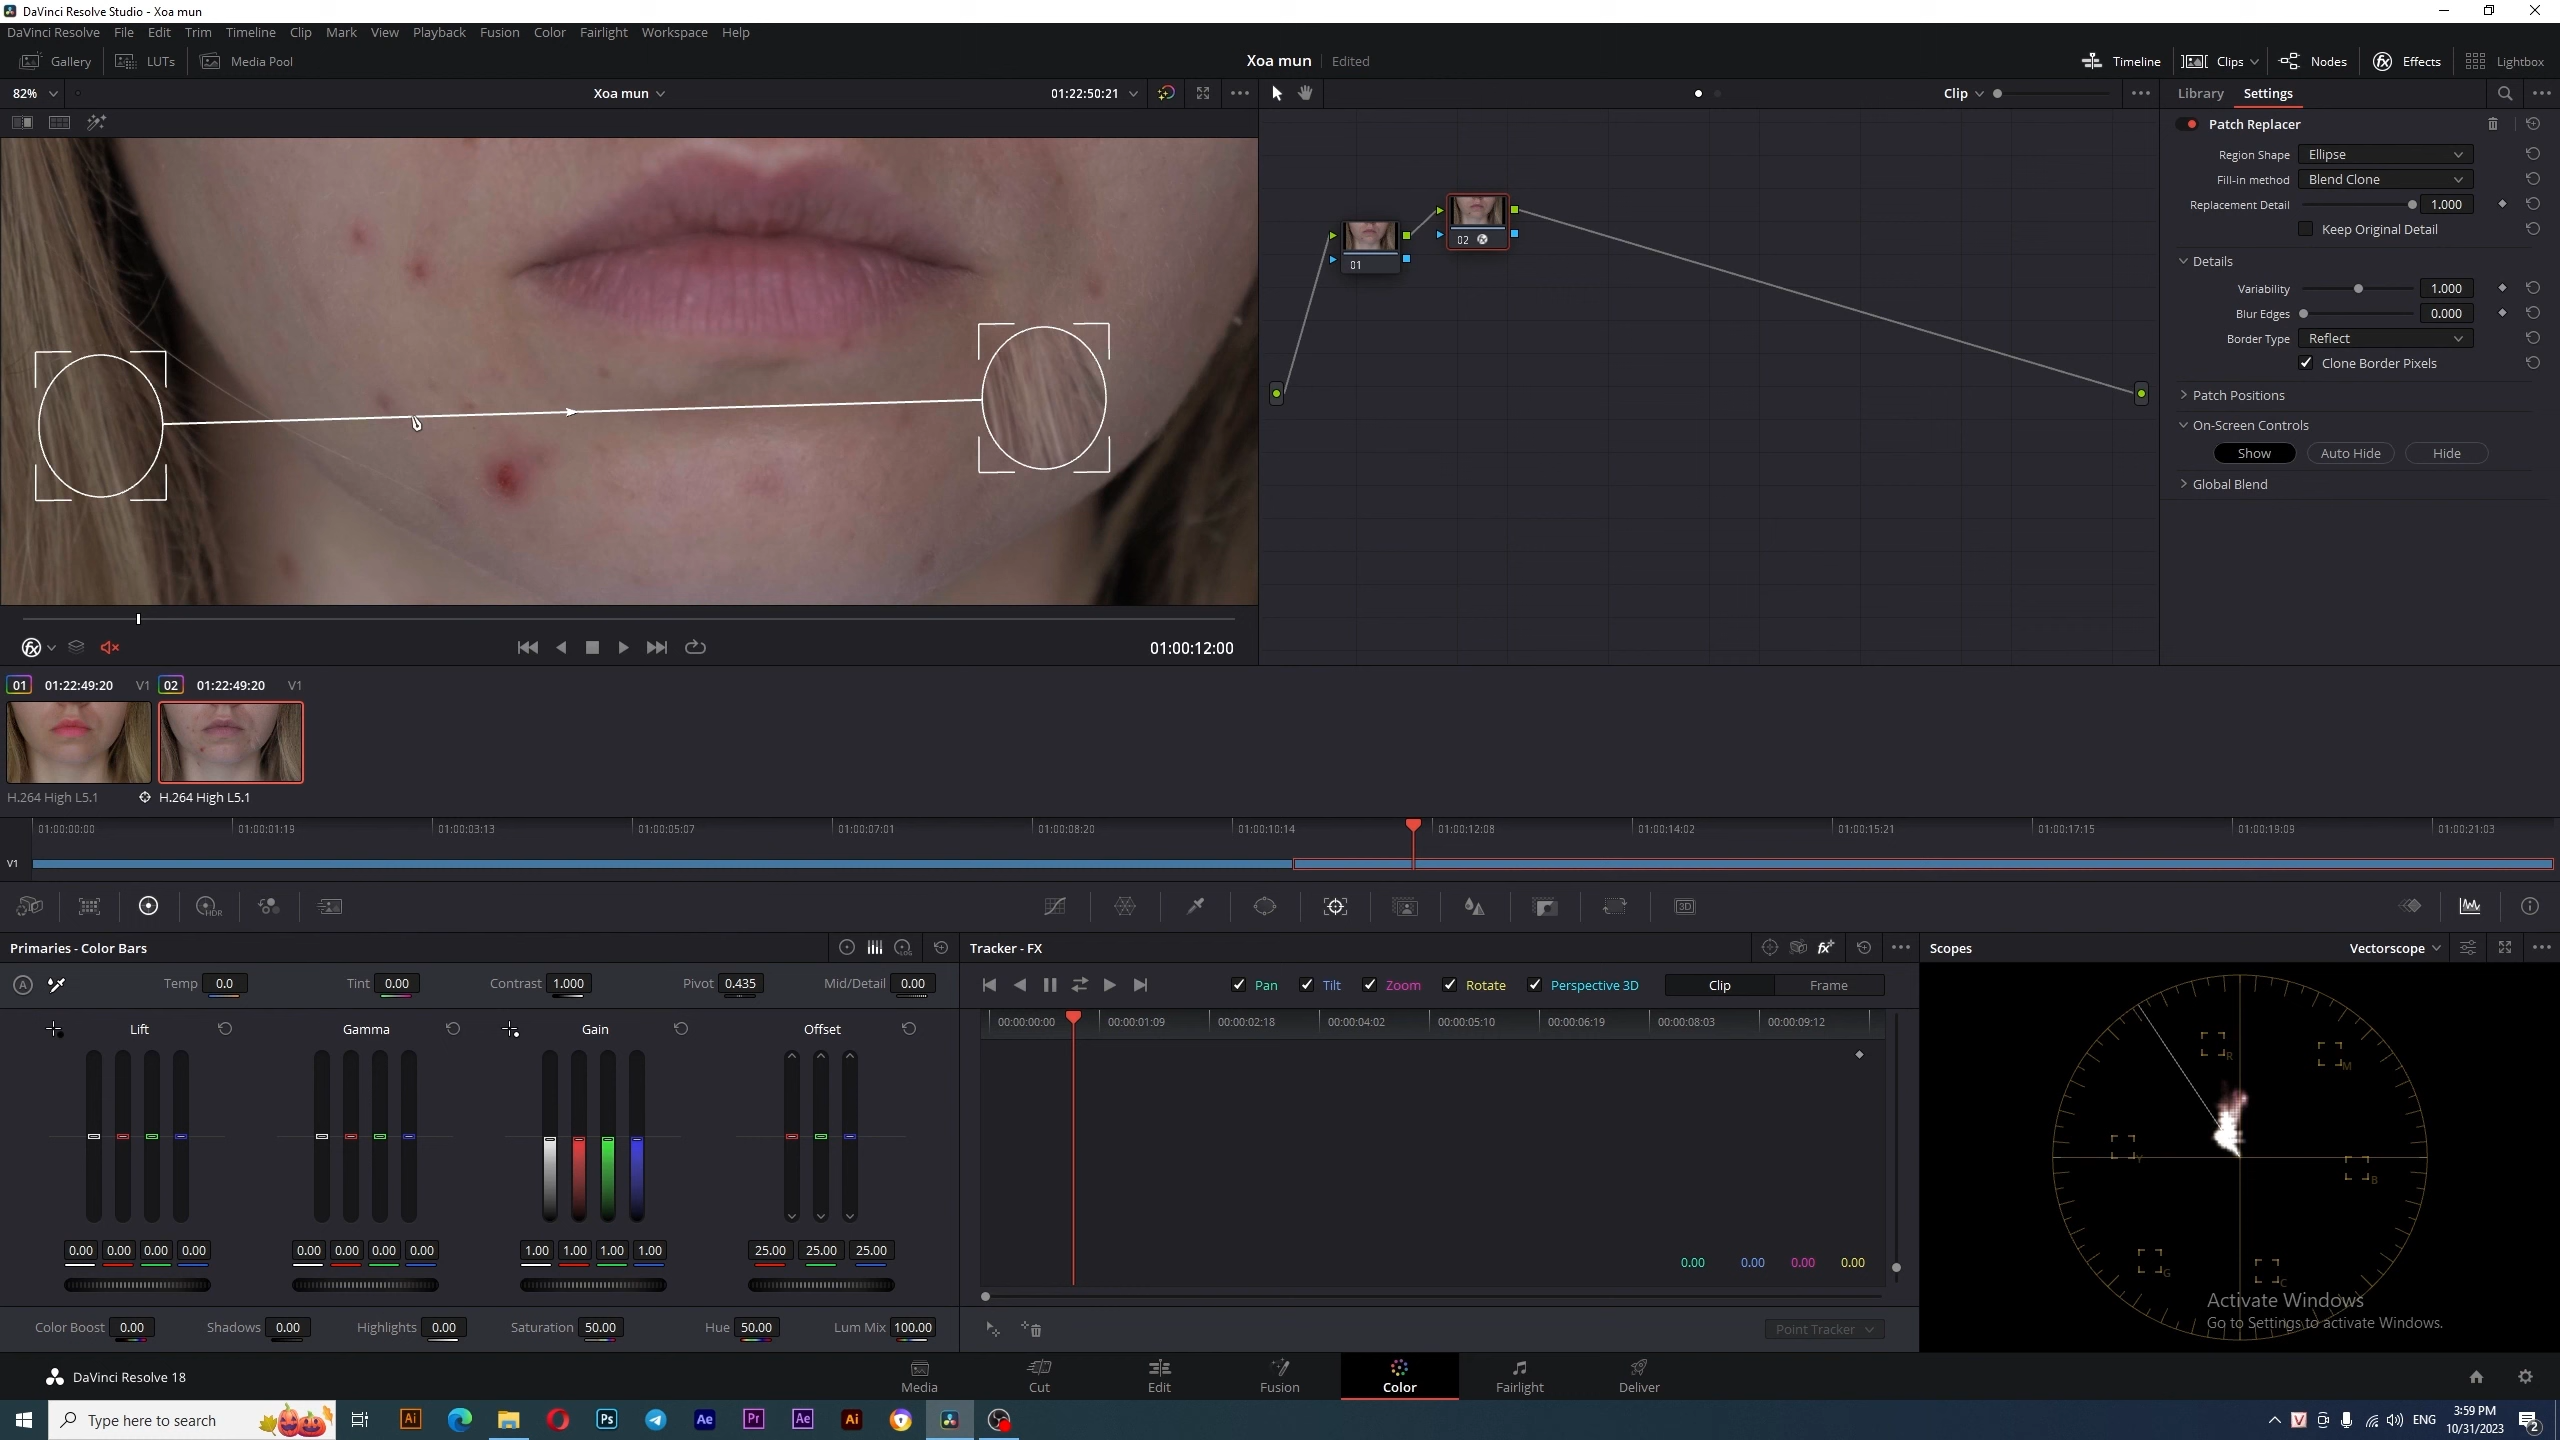 DaVinci Resolve Studio - Xoa mun
DaVinci Resolve File Edit Trim Timeline Clip Mark View Playback Fusion Color Fairlight Workspace Help
Gallery LUTs Media Pool Xoa mun Edited Timeline Clips Nodes Effects Lightbox
82% Xoa mun 01:22:50:21 Clip Library Settings
Patch Replacer
Region Shape Ellipse
Fill-in method Blend Clone
Replacement Detail 1.000
Keep Original Detail
Details
Variability 1.000
Blur Edges 0.000
Border Type Reflect
Clone Border Pixels
Patch Positions
On-Screen Controls
Show Auto Hide Hide
Global Blend
02
01
fx 01:00:12:00
01 01:22:49:20 V1 02 01:22:49:20 V1
H.264 High L5.1 H.264 High L5.1
01:00:00:00 01:00:01:19 01:00:03:13 01:00:05:07 01:00:07:01 01:00:08:20 01:00:10:14 01:00:12:08 01:00:14:02 01:00:15:21 01:00:17:15 01:00:19:09 01:00:21:03
V1
HDR 3D
Primaries - Color Bars LOG Tracker - FX fx Scopes Vectorscope
A Temp 0.0 Tint 0.00 Contrast 1.000 Pivot 0.435 Mid/Detail 0.00 Pan Tilt Zoom Rotate Perspective 3D Clip Frame
Lift Gamma Gain Offset 00:00:00:00 00:00:01:09 00:00:02:18 00:00:04:02 00:00:05:10 00:00:06:19 00:00:08:03 00:00:09:12
R M
Y B
G C
0.00 0.00 0.00 0.00 0.00 0.00 0.00 0.00 1.00 1.00 1.00 1.00 25.00 25.00 25.00 0.00 0.00 0.00 0.00
Activate Windows
Go to Settings to activate Windows.
Color Boost 0.00 Shadows 0.00 Highlights 0.00 Saturation 50.00 Hue 50.00 Lum Mix 100.00 Point Tracker
DaVinci Resolve 18 Media Cut Edit Fusion Color Fairlight Deliver
Type here to search Ai Ps Ae Pr Ae Ai V ENG 3:59 PM
10/31/2023 2